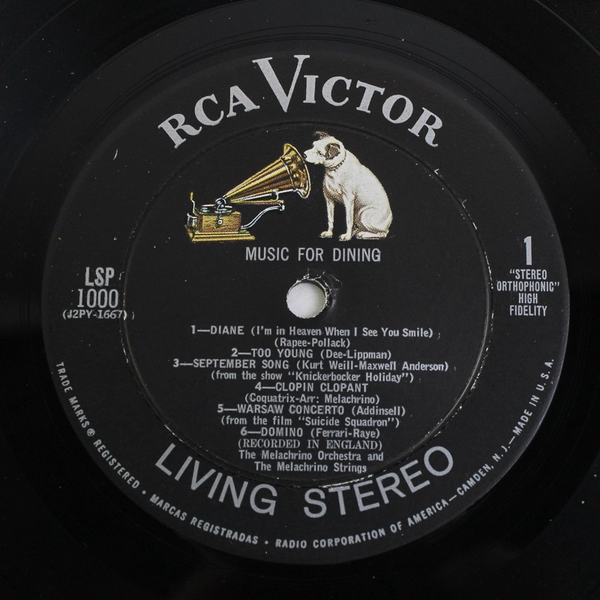 RCA VICTOR
MUSIC FOR DINING
LSP
1000
(J2PY-1667)
1
"STEREO
ORTHOPHONIC"
HIGH
FIDELITY
1—DIANE (I'm in Heaven When I See You Smile)
(Rapee-Pollack)
2—TOO YOUNG (Dee-Lippman)
3—SEPTEMBER SONG (Kurt Weill-Maxwell Anderson)
(from the show "Knickerbocker Holiday")
4—CLOPIN CLOPANT
(Coquatrix-Arr: Melachrino)
5—WARSAW CONCERTO (Addinsell)
(from the film "Suicide Squadron")
6—DOMINO (Ferrari-Raye)
(RECORDED IN ENGLAND)
The Melachrino Orchestra and
The Melachrino Strings
LIVING STEREO
TRADE MARKS ® REGISTERED • MARCAS REGISTRADAS • RADIO CORPORATION OF AMERICA—CAMDEN, N. J.—MADE IN U.S.A.